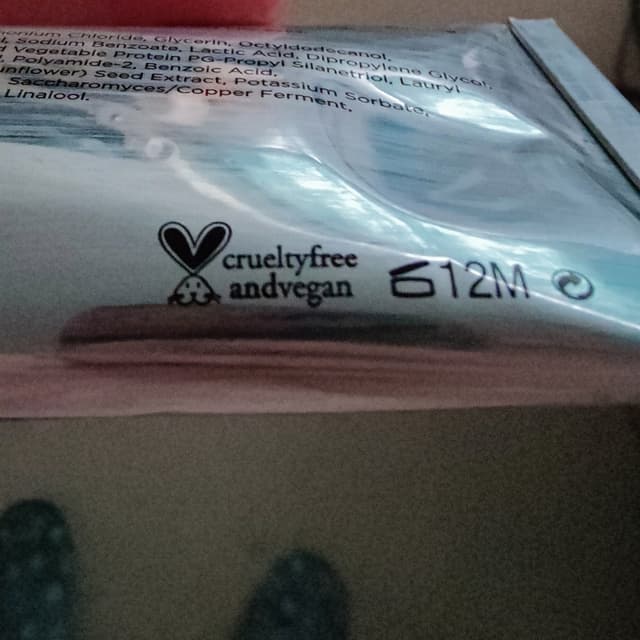 Chloride, Glycerin, Octyldodecanol,
Sodium Benzoate, Lactic Acid, Dipropylene Glycol,
Vegetable Protein PG-Propyl Silanetriol, Lauryl
Polyamide-2, Benzoic Acid,
Seed Extract, Potassium Sorbate,
Saccharomyces/Copper Ferment,
Linalool.
crueltyfree
andvegan
12M